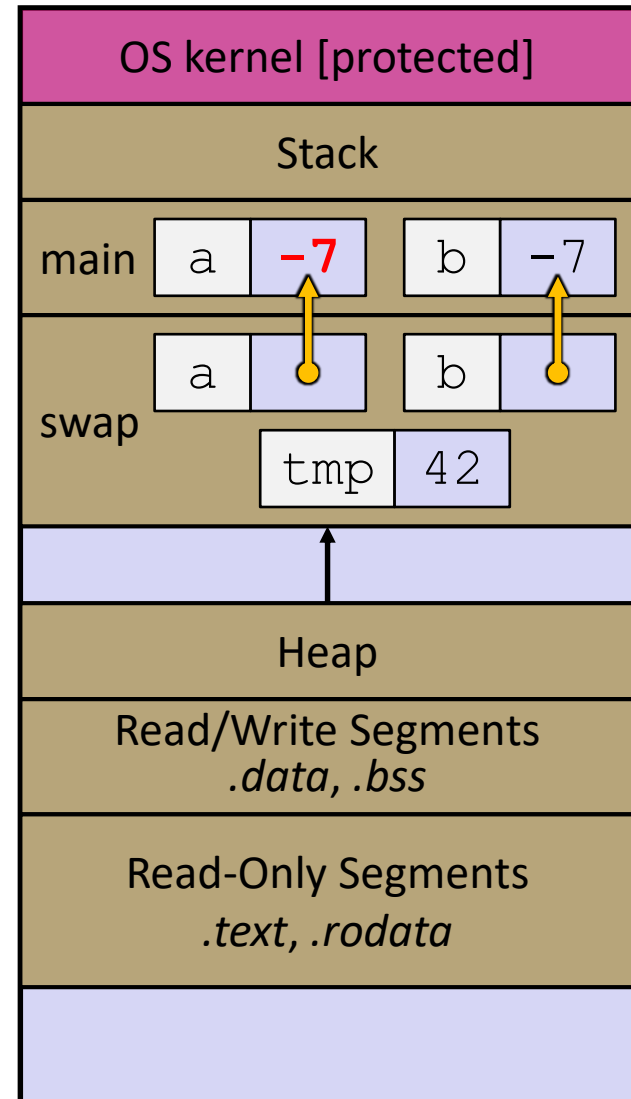 OS kernel [protected]
Stack
main a -7 b -7
a b
swap
tmp 42
Heap
Read/Write Segments
.data, .bss
Read-Only Segments
.text, .rodata